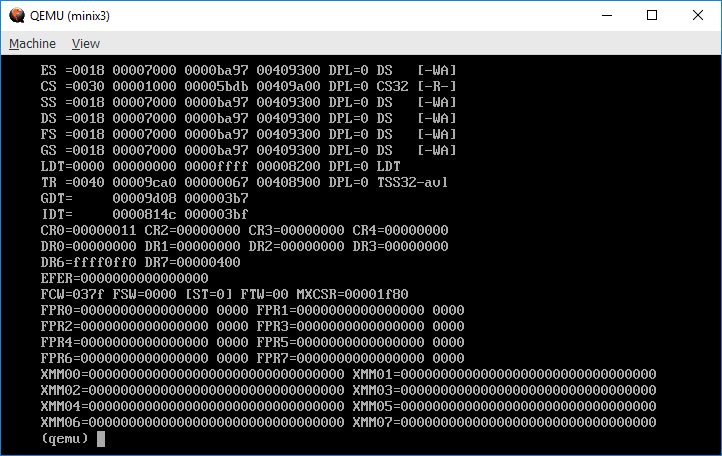 QEMU (minix3)
Machine View
ES =0018 00007000 0000ba97 00409300 DPL=0 DS   [-WA]
CS =0030 00001000 00005bdb 00409a00 DPL=0 CS32 [-R-]
SS =0018 00007000 0000ba97 00409300 DPL=0 DS   [-WA]
DS =0018 00007000 0000ba97 00409300 DPL=0 DS   [-WA]
FS =0018 00007000 0000ba97 00409300 DPL=0 DS   [-WA]
GS =0018 00007000 0000ba97 00409300 DPL=0 DS   [-WA]
LDT=0000 00000000 0000ffff 00008200 DPL=0 LDT
TR =0040 00009ca0 00000067 00408900 DPL=0 TSS32-avl
GDT=     00009d08 000003b7
IDT=     0000814c 000003bf
CR0=00000011 CR2=00000000 CR3=00000000 CR4=00000000
DR0=00000000 DR1=00000000 DR2=00000000 DR3=00000000
DR6=ffff0ff0 DR7=00000400
EFER=0000000000000000
FCW=037f FSW=0000 [ST=0] FTW=00 MXCSR=00001f80
FPR0=0000000000000000 0000 FPR1=0000000000000000 0000
FPR2=0000000000000000 0000 FPR3=0000000000000000 0000
FPR4=0000000000000000 0000 FPR5=0000000000000000 0000
FPR6=0000000000000000 0000 FPR7=0000000000000000 0000
XMM00=00000000000000000000000000000000 XMM01=00000000000000000000000000000000
XMM02=00000000000000000000000000000000 XMM03=00000000000000000000000000000000
XMM04=00000000000000000000000000000000 XMM05=00000000000000000000000000000000
XMM06=00000000000000000000000000000000 XMM07=00000000000000000000000000000000
(qemu)